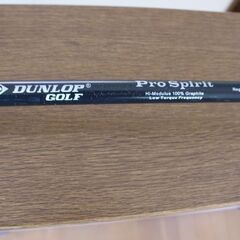 DUNLOP® GOLF
Pro Spirit
Hi-Modulus 100% Graphite
Low Torque Frequency